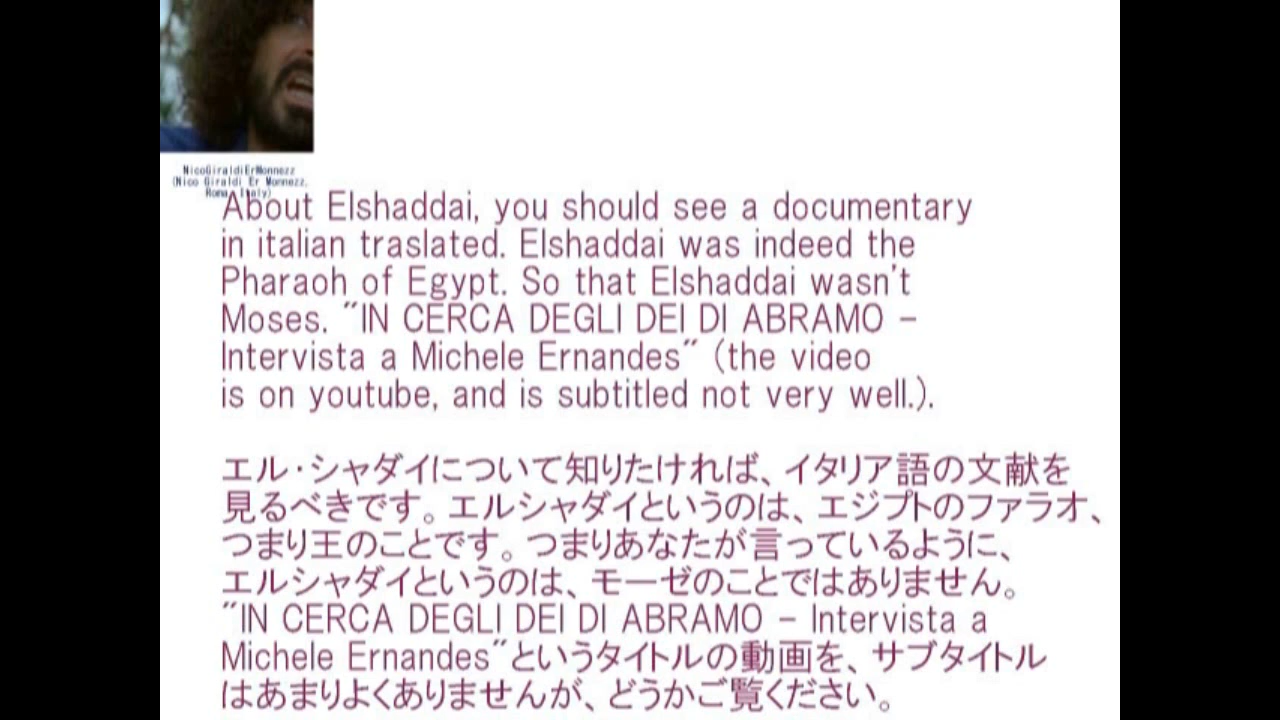 NicoGiraldiErMonnezz
(Nico Giraldi Er Monnezz,
Roma, Italy)
About Elshaddai, you should see a documentary
in italian traslated. Elshaddai was indeed the
Pharaoh of Egypt. So that Elshaddai wasn't
Moses. "IN CERCA DEGLI DEI DI ABRAMO –
Intervista a Michele Ernandes" (the video
is on youtube, and is subtitled not very well.).
エル・シャダイについて知りたければ、イタリア語の文献を
見るべきです。エルシャダイというのは、エジプトのファラオ、
つまり王のことです。つまりあなたが言っているように、
エルシャダイというのは、モーゼのことではありません。
"IN CERCA DEGLI DEI DI ABRAMO – Intervista a
Michele Ernandes"というタイトルの動画を、サブタイトル
はあまりよくありませんが、どうかご覧ください。